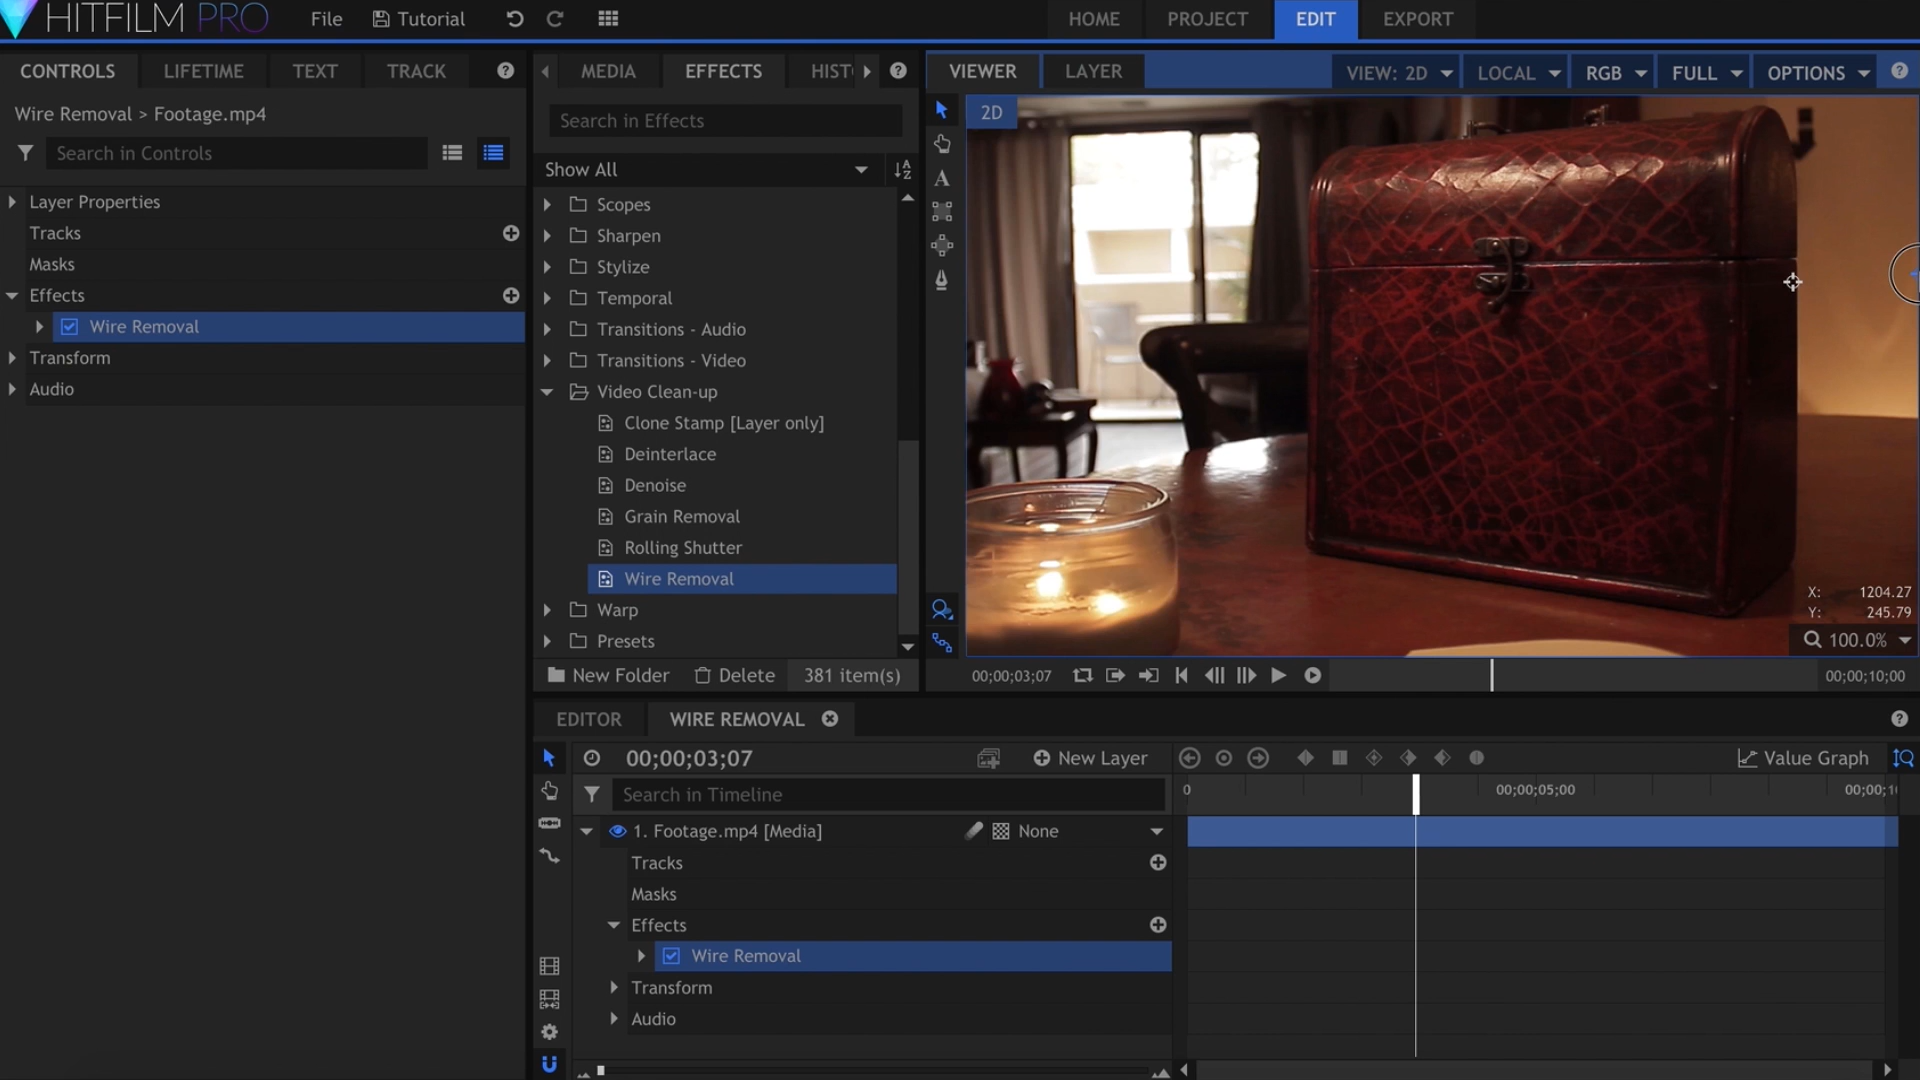 HITFILM PRO
File
Tutorial
HOME
PROJECT
EDIT
EXPORT
CONTROLS
LIFETIME
TEXT
TRACK
Wire Removal > Footage.mp4
Search in Controls
Layer Properties
Tracks
Masks
Effects
Wire Removal
Transform
Audio
MEDIA
EFFECTS
HIST
Search in Effects
Show All
Scopes
Sharpen
Stylize
Temporal
Transitions - Audio
Transitions - Video
Video Clean-up
Clone Stamp [Layer only]
Deinterlace
Denoise
Grain Removal
Rolling Shutter
Wire Removal
Warp
Presets
New Folder
Delete
381 item(s)
VIEWER
LAYER
VIEW: 2D
LOCAL
RGB
FULL
OPTIONS
2D
X: 1204.27
Y: 245.79
100.0%
00;00;03;07
00;00;10;00
EDITOR
WIRE REMOVAL
00;00;03;07
New Layer
Value Graph
Search in Timeline
0
00;00;05;00
00;00;1
1. Footage.mp4 [Media]
None
Tracks
Masks
Effects
Wire Removal
Transform
Audio